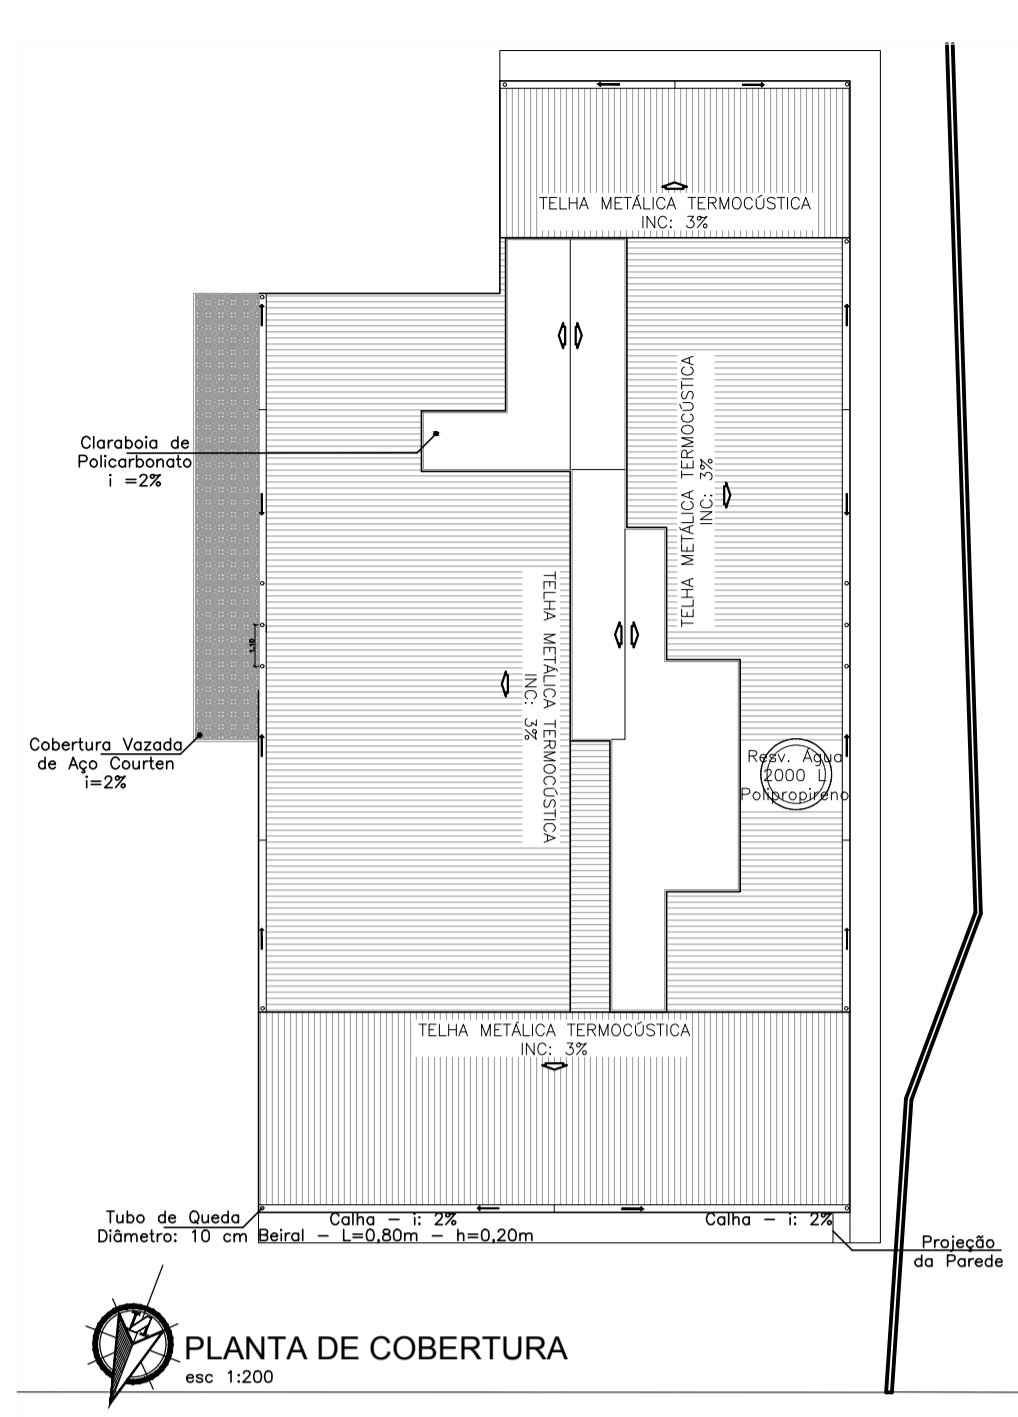 TELHA METÁLICA TERMOCÚSTICA
INC: 3%
TELHA METÁLICA TERMOCÚSTICA
INC: 3%
Claraboia de
Policarbonato
i =2%
TELHA METÁLICA TERMOCÚSTICA
INC: 3%
1,10
Cobertura Vazada
de Aço Courten
i=2%
Resv. Água
2000 L
Polipropireno
TELHA METÁLICA TERMOCÚSTICA
INC: 3%
Tubo de Queda
Diâmetro: 10 cm
Calha – i: 2%
Beiral – L=0,80m – h=0,20m
Calha – i: 2%
Projeção
da Parede
PLANTA DE COBERTURA
esc 1:200